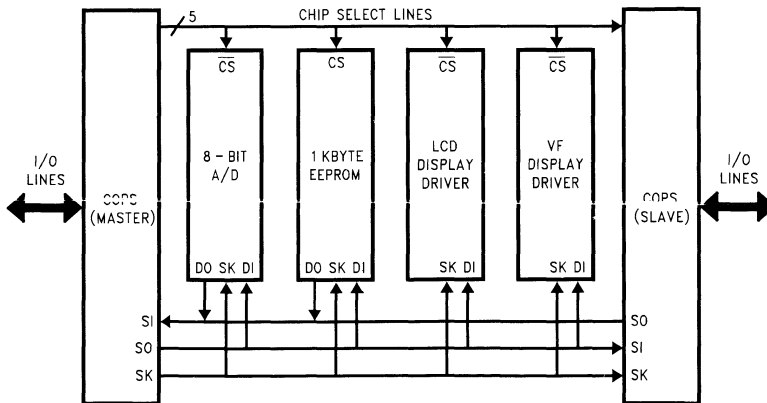 5
CHIP SELECT LINES
CS
CS
CS
CS
8 - BIT
A/D
1 KBYTE
EEPROM
LCD
DISPLAY
DRIVER
VF
DISPLAY
DRIVER
I/O
LINES
COPS
(MASTER)
COPS
(SLAVE)
I/O
LINES
DO SK DI
DO SK DI
SK DI
SK DI
SI
SO
SO
SI
SK
SK